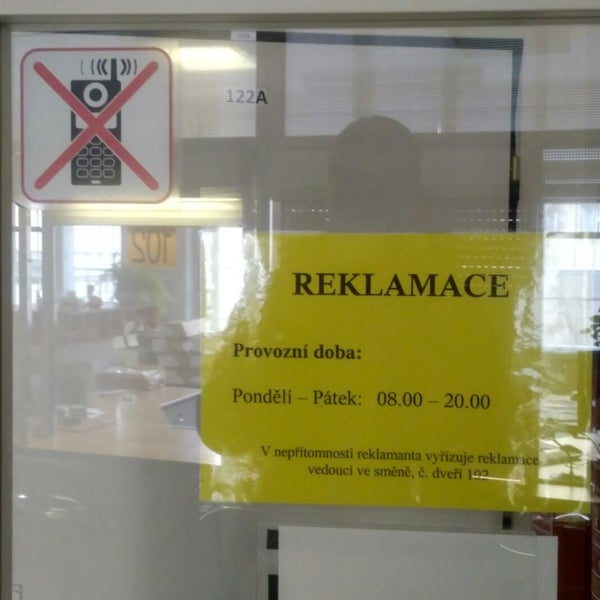 122A
102
REKLAMACE
Provozní doba:
Pondělí – Pátek: 08.00 – 20.00
V nepřítomnosti reklamanta vyřizuje reklamace
vedoucí ve směně, č. dveří 102